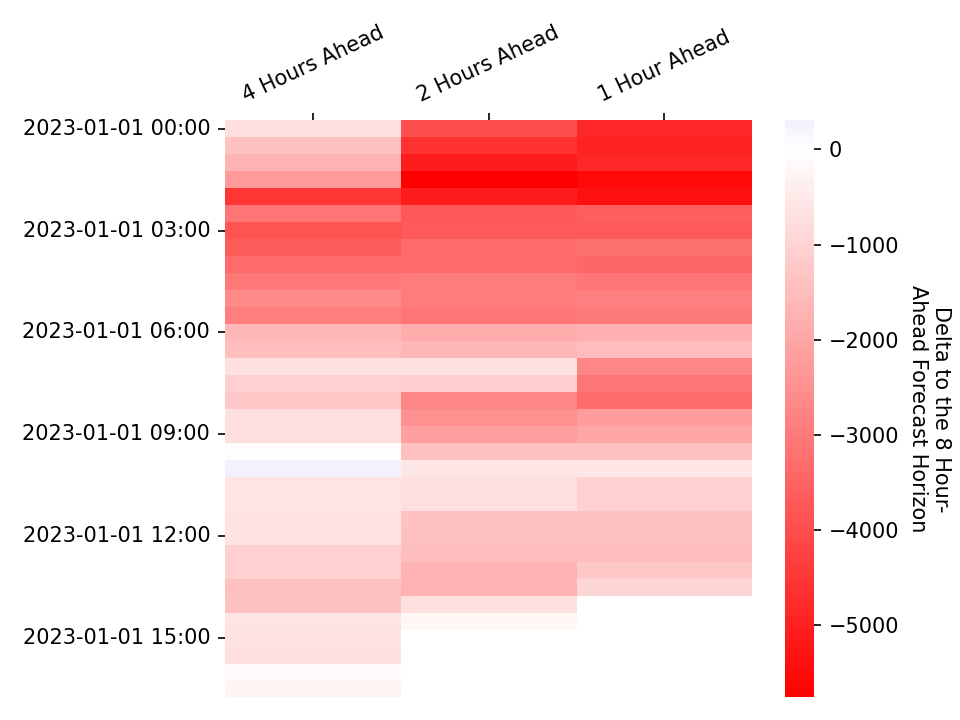 4 Hours Ahead
2 Hours Ahead
1 Hour Ahead
2023-01-01 00:00
2023-01-01 03:00
2023-01-01 06:00
2023-01-01 09:00
2023-01-01 12:00
2023-01-01 15:00
0
−1000
−2000
−3000
−4000
−5000
Delta to the 8 Hour-
Ahead Forecast Horizon